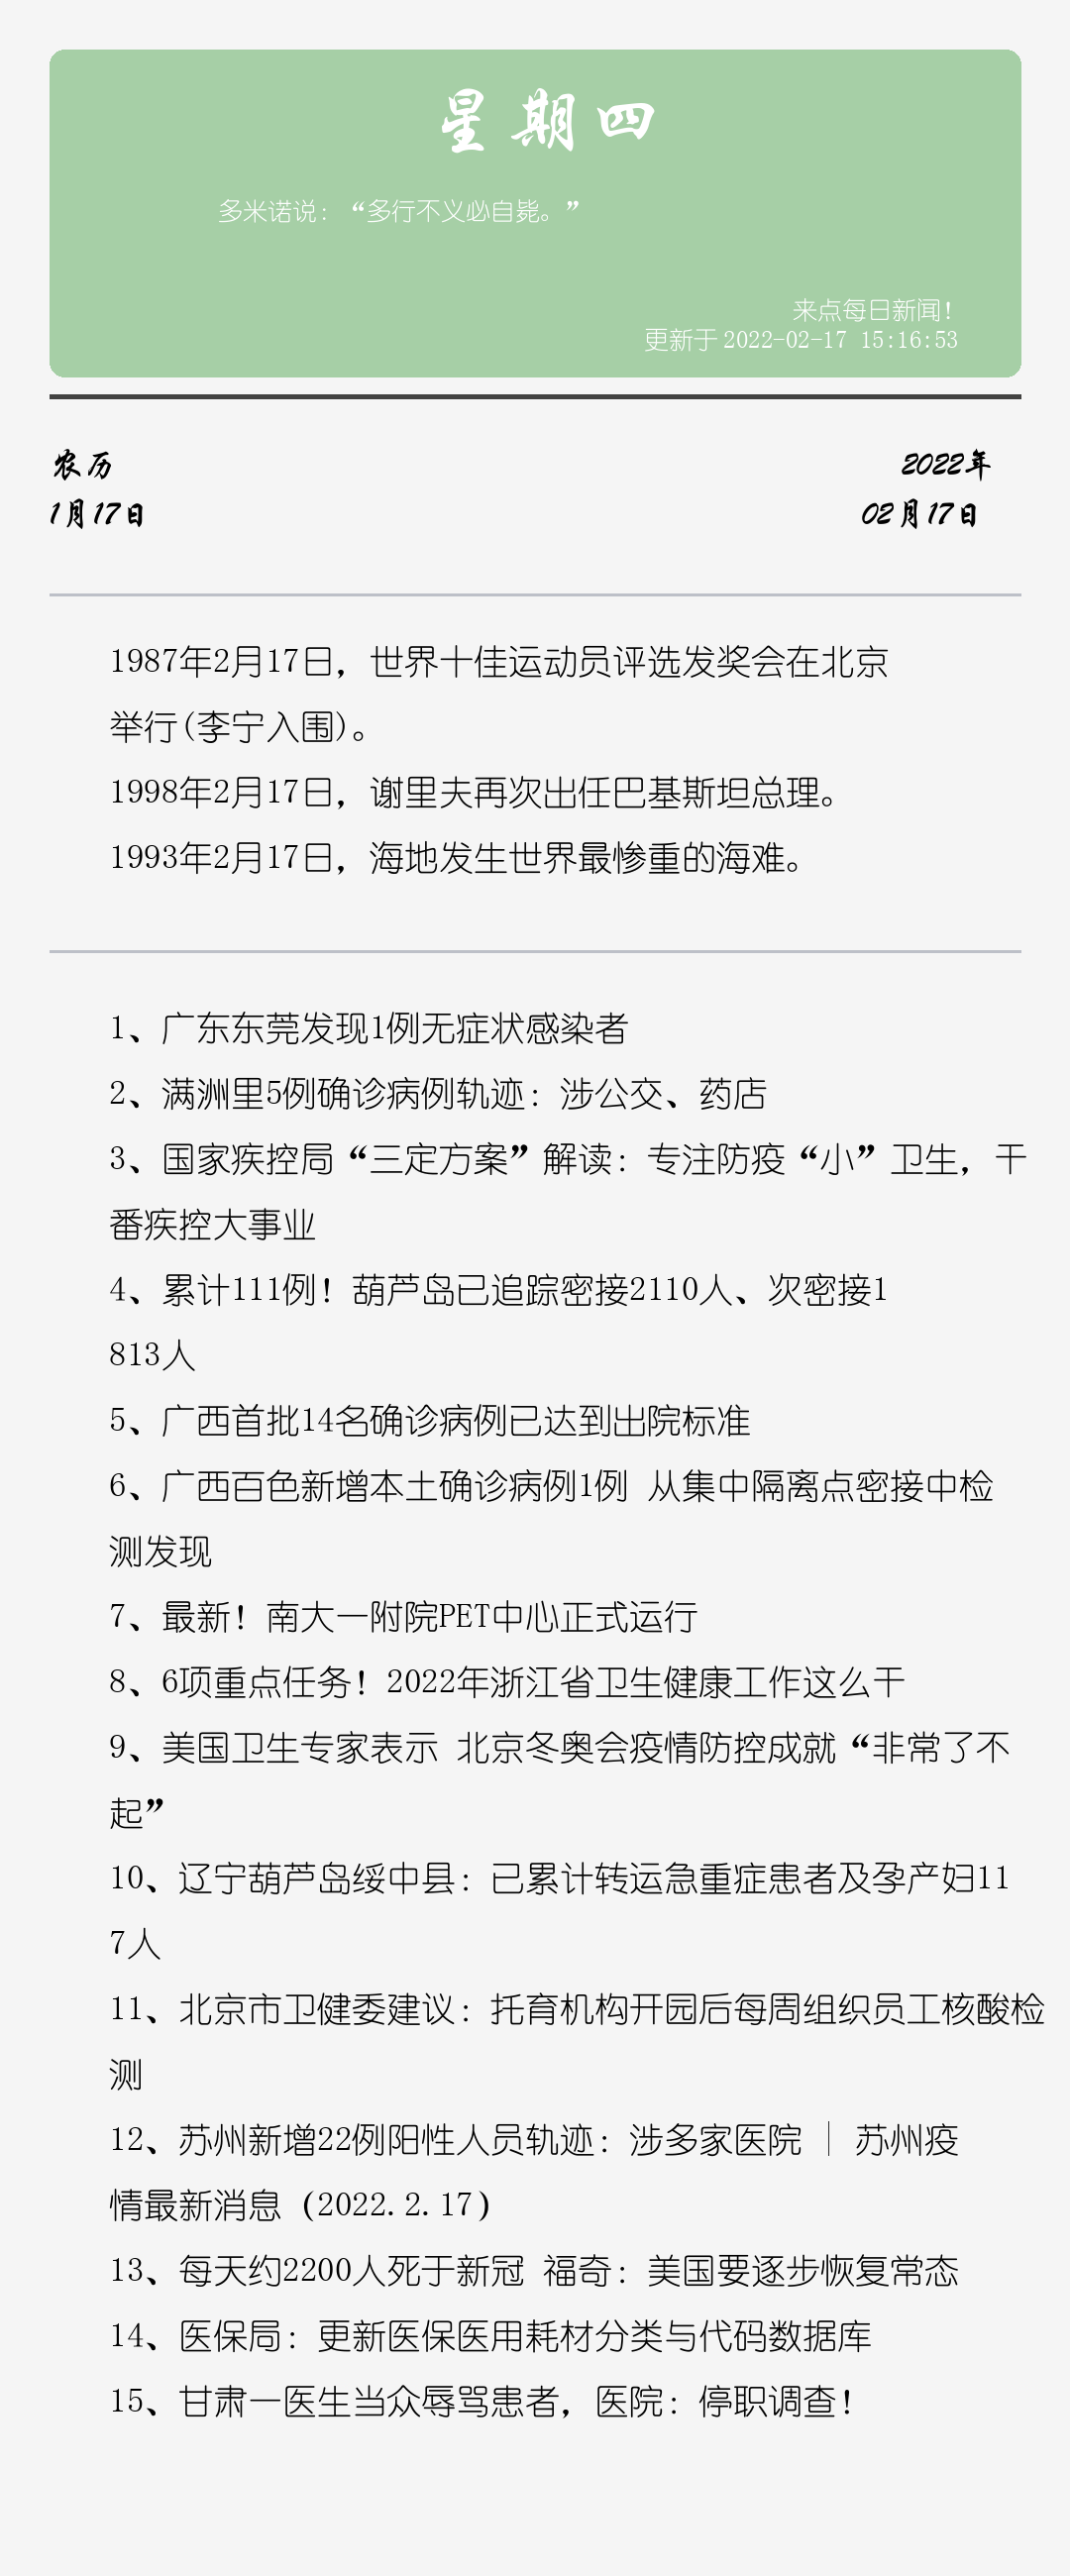 星期四
多米诺说：“多行不义必自毙。”
来点每日新闻！
更新于 2022-02-17 15:16:53
农历
2022年
1月17日
02月17日
1987年2月17日，世界十佳运动员评选发奖会在北京
举行(李宁入围)。
1998年2月17日，谢里夫再次出任巴基斯坦总理。
1993年2月17日，海地发生世界最惨重的海难。
1、广东东莞发现1例无症状感染者
2、满洲里5例确诊病例轨迹：涉公交、药店
3、国家疾控局“三定方案”解读：专注防疫“小”卫生，干
番疾控大事业
4、累计111例！葫芦岛已追踪密接2110人、次密接1
813人
5、广西首批14名确诊病例已达到出院标准
6、广西百色新增本土确诊病例1例 从集中隔离点密接中检
测发现
7、最新！南大一附院PET中心正式运行
8、6项重点任务！2022年浙江省卫生健康工作这么干
9、美国卫生专家表示 北京冬奥会疫情防控成就“非常了不
起”
10、辽宁葫芦岛绥中县：已累计转运急重症患者及孕产妇11
7人
11、北京市卫健委建议：托育机构开园后每周组织员工核酸检
测
12、苏州新增22例阳性人员轨迹：涉多家医院 | 苏州疫
情最新消息（2022.2.17）
13、每天约2200人死于新冠 福奇：美国要逐步恢复常态
14、医保局：更新医保医用耗材分类与代码数据库
15、甘肃一医生当众辱骂患者，医院：停职调查！